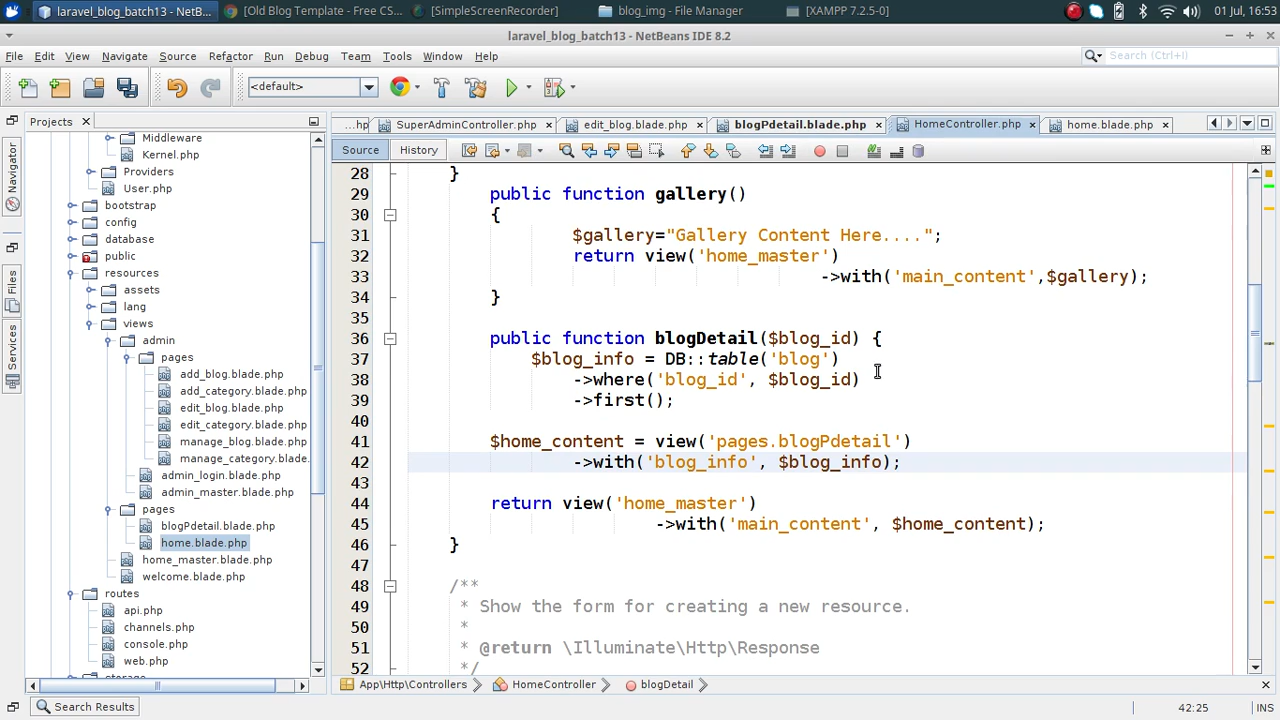 laravel_blog_batch13 - NetBe...
[Old Blog Template - Free CS...
[SimpleScreenRecorder]
blog_img - File Manager
[XAMPP 7.2.5-0]
01 Jul, 16:53
laravel_blog_batch13 - NetBeans IDE 8.2
File Edit View Navigate Source Refactor Run Debug Team Tools Window Help
Search (Ctrl+I)
<default>
Projects
...hp SuperAdminController.php edit_blog.blade.php blogPdetail.blade.php HomeController.php home.blade.php
Source History
Navigator
Files
Services
Middleware
Kernel.php
Providers
User.php
bootstrap
config
database
public
resources
assets
lang
views
admin
pages
add_blog.blade.php
add_category.blade.php
edit_blog.blade.php
edit_category.blade.php
manage_blog.blade.php
manage_category.blade.
admin_login.blade.php
admin_master.blade.php
pages
blogPdetail.blade.php
home.blade.php
home_master.blade.php
welcome.blade.php
routes
api.php
channels.php
console.php
web.php
28 }
29 public function gallery()
30 {
31 $gallery="Gallery Content Here....";
32 return view('home_master')
33 ->with('main_content',$gallery);
34 }
35
36 public function blogDetail($blog_id) {
37 $blog_info = DB::table('blog')
38 ->where('blog_id', $blog_id)
39 ->first();
40
41 $home_content = view('pages.blogPdetail')
42 ->with('blog_info', $blog_info);
43
44 return view('home_master')
45 ->with('main_content', $home_content);
46 }
47
48 /**
49 * Show the form for creating a new resource.
50 *
51 * @return \Illuminate\Http\Response
52 */
App\Http\Controllers HomeController blogDetail
Search Results
42:25 INS